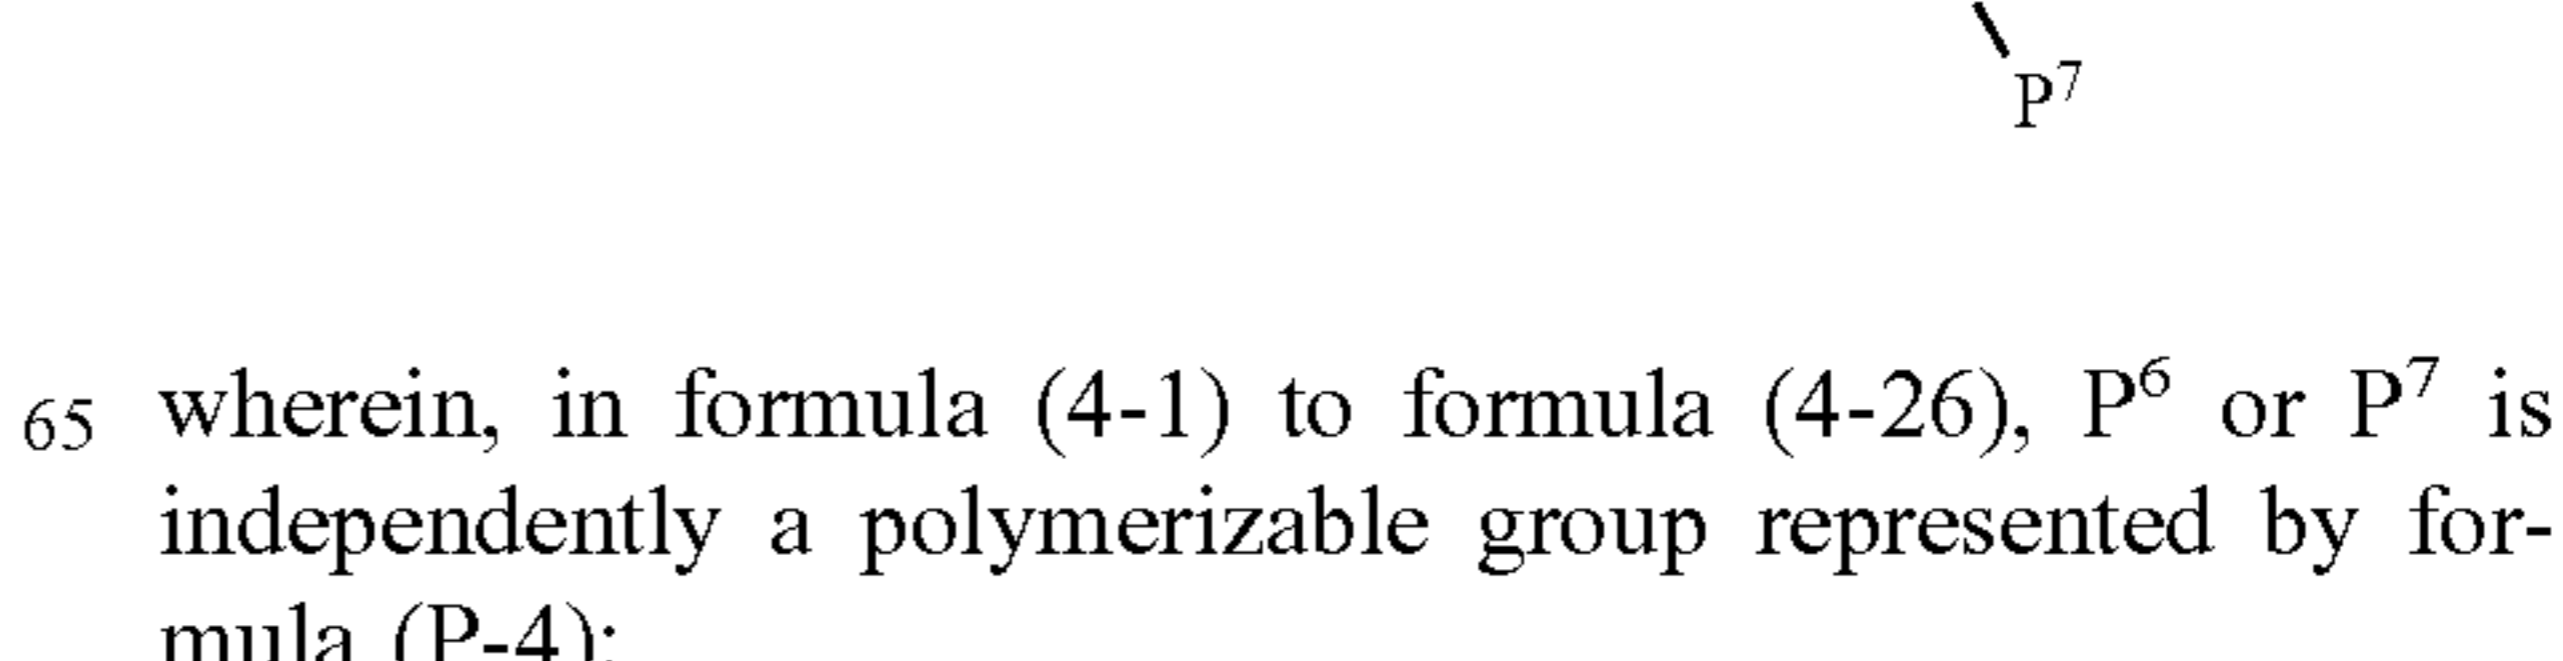 P⁷
65 wherein, in formula (4-1) to formula (4-26), P⁶ or P⁷ is
independently a polymerizable group represented by for-
mula (P-4):